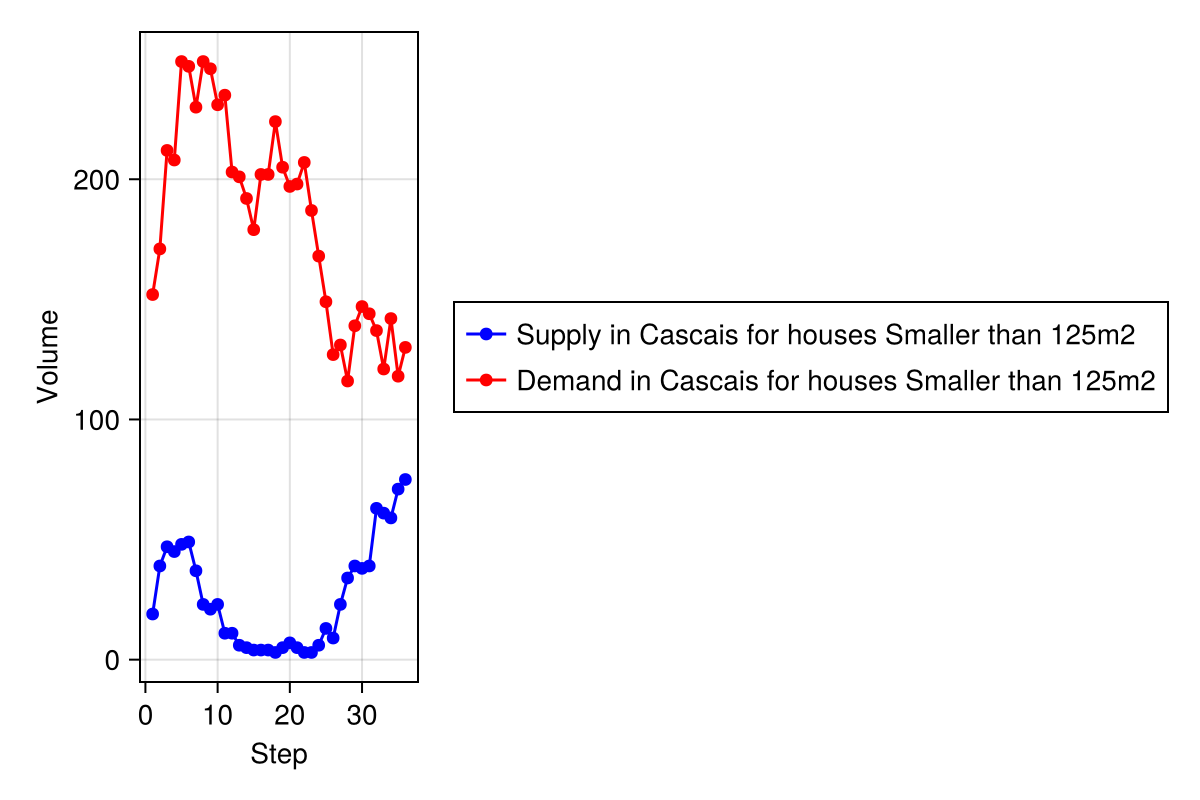 Volume
200
100
0
0 10 20 30
Step
Supply in Cascais for houses Smaller than 125m2
Demand in Cascais for houses Smaller than 125m2